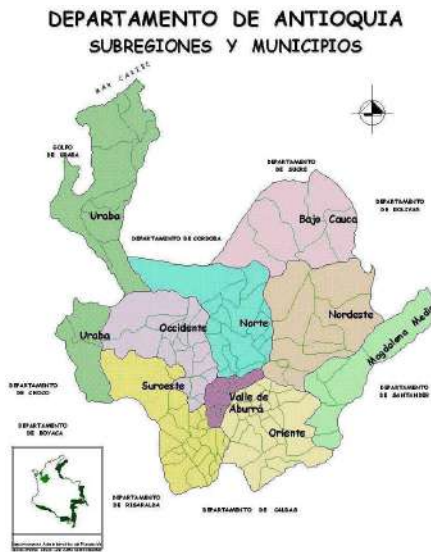 DEPARTAMENTO DE ANTIOQUIA
SUBREGIONES Y MUNICIPIOS
MAR CARIBE
GOLFO
DE URABA
DEPARTAMENTO
DE SUCRE
DEPARTAMENTO
DE BOLIVAR
Uraba
Bajo Cauca
DEPARTAMENTO DE CORDOBA
Occidente
Norte
Nordeste
Uraba
Magdalena Medio
Suroeste
Valle de
Aburrá
DEPARTAMENTO
DE CHOCO
DEPARTAMENTO
DE SANTANDER
DEPARTAMENTO
DE BOYACA
Oriente
DEPARTAMENTO
DE RISARALDA
DEPARTAMENTO DE CALDAS